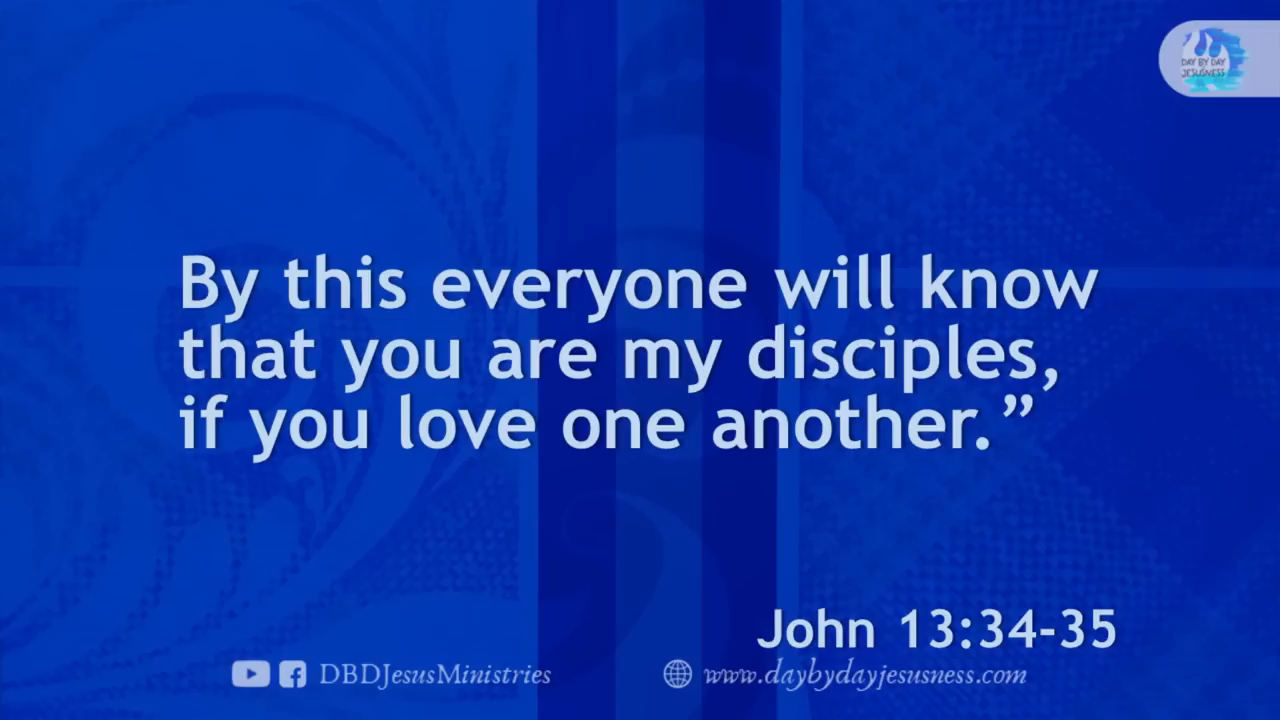 DAY BY DAY
JESUSNESS
By this everyone will know
that you are my disciples,
if you love one another.”
John 13:34-35
DBDJesusMinistries
www.daybydayjesusness.com